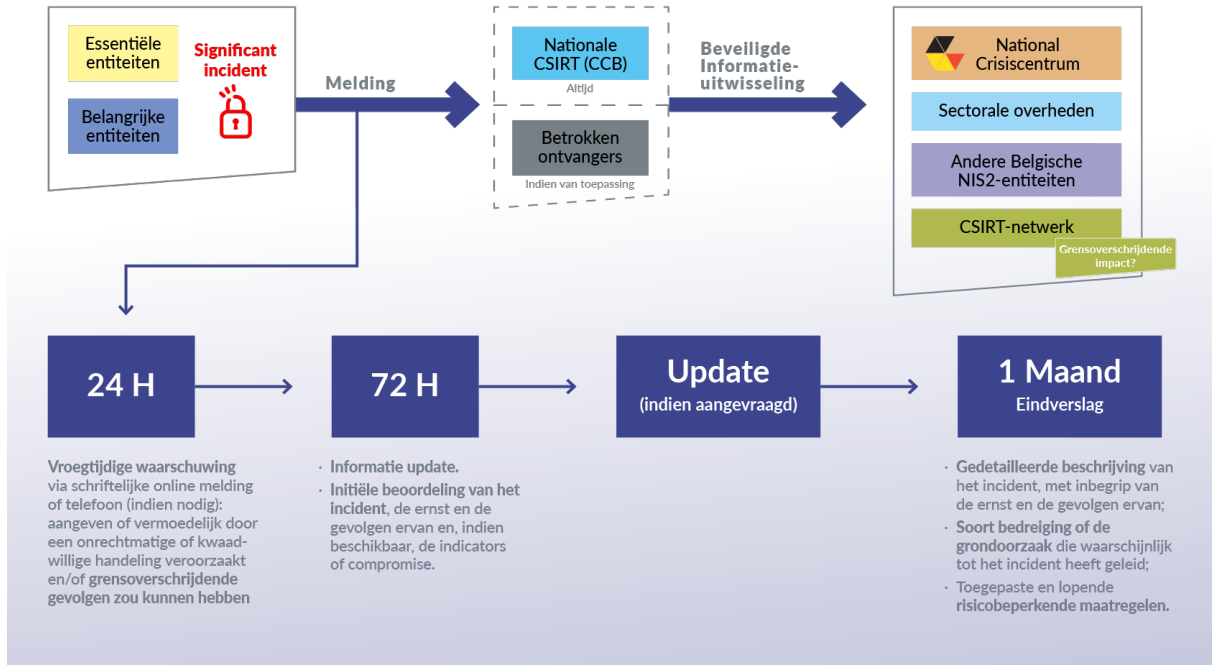 Essentiële
entiteiten
Significant
incident
Belangrijke
entiteiten
Melding
Nationale
CSIRT (CCB)
Altijd
Betrokken
ontvangers
Indien van toepassing
Beveiligde
Informatie-
uitwisseling
National
Crisiscentrum
Sectorale overheden
Andere Belgische
NIS2-entiteiten
CSIRT-netwerk
Grensoverschrijdende
impact?
24 H
72 H
Update
(indien aangevraagd)
1 Maand
Eindverslag
Vroegtijdige waarschuwing
via schriftelijke online melding
of telefoon (indien nodig):
aangeven of vermoedelijk door
een onrechtmatige of kwaad-
willige handeling veroorzaakt
en/of grensoverschrijdende
gevolgen zou kunnen hebben
· Informatie update.
· Initiële beoordeling van het
incident, de ernst en de
gevolgen ervan en, indien
beschikbaar, de indicators
of compromise.
· Gedetailleerde beschrijving van
het incident, met inbegrip van
de ernst en de gevolgen ervan;
· Soort bedreiging of de
grondoorzaak die waarschijnlijk
tot het incident heeft geleid;
· Toegepaste en lopende
risicobeperkende maatregelen.